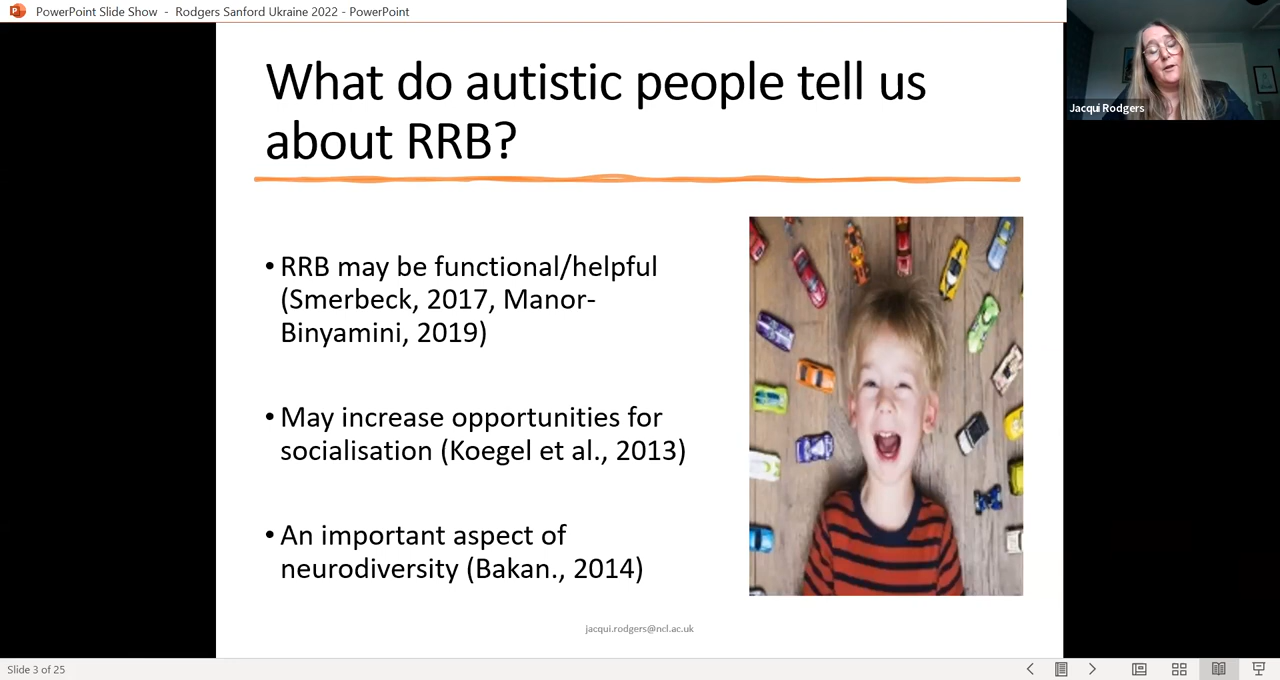 PowerPoint Slide Show - Rodgers Sanford Ukraine 2022 - PowerPoint
Jacqui Rodgers
What do autistic people tell us
about RRB?
• RRB may be functional/helpful
(Smerbeck, 2017, Manor-
Binyamini, 2019)
• May increase opportunities for
socialisation (Koegel et al., 2013)
• An important aspect of
neurodiversity (Bakan., 2014)
jacqui.rodgers@ncl.ac.uk
Slide 3 of 25